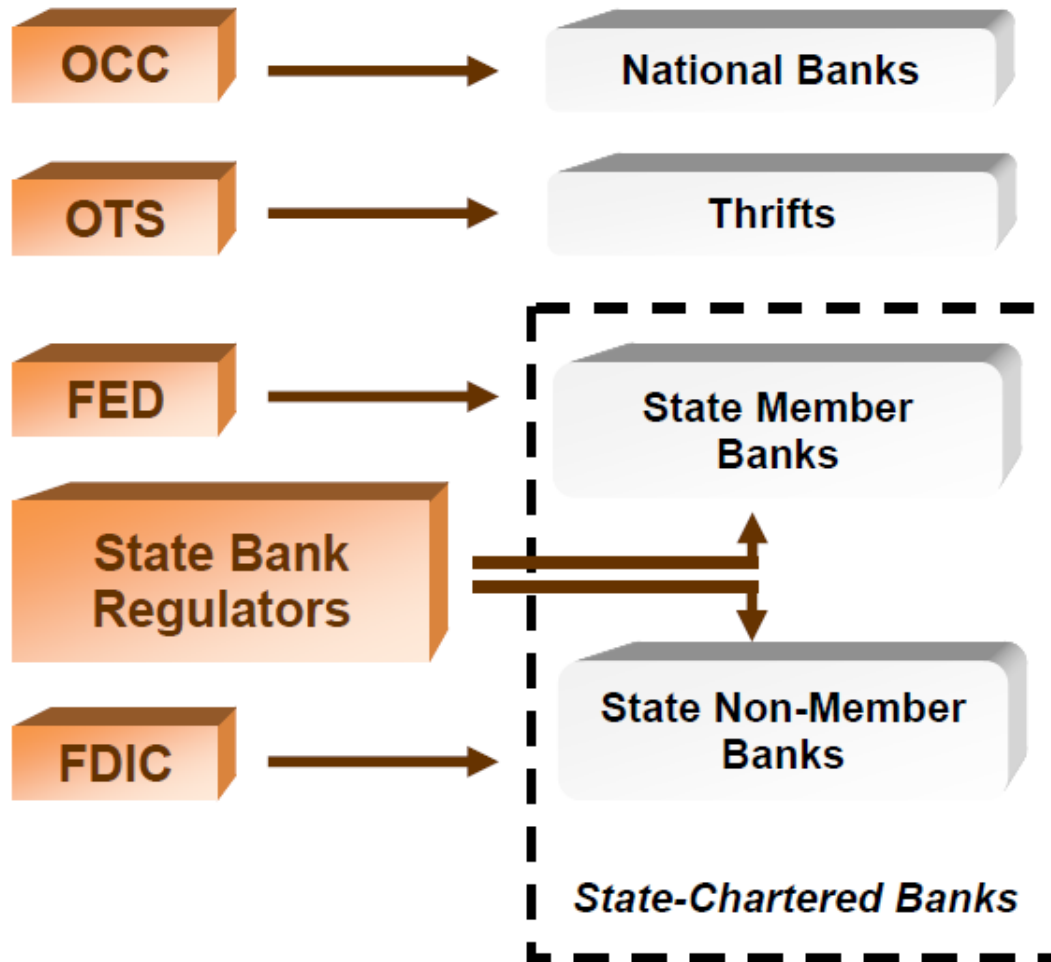 OCC
National Banks
OTS
Thrifts
FED
State Member
Banks
State Bank
Regulators
State Non-Member
Banks
FDIC
State-Chartered Banks